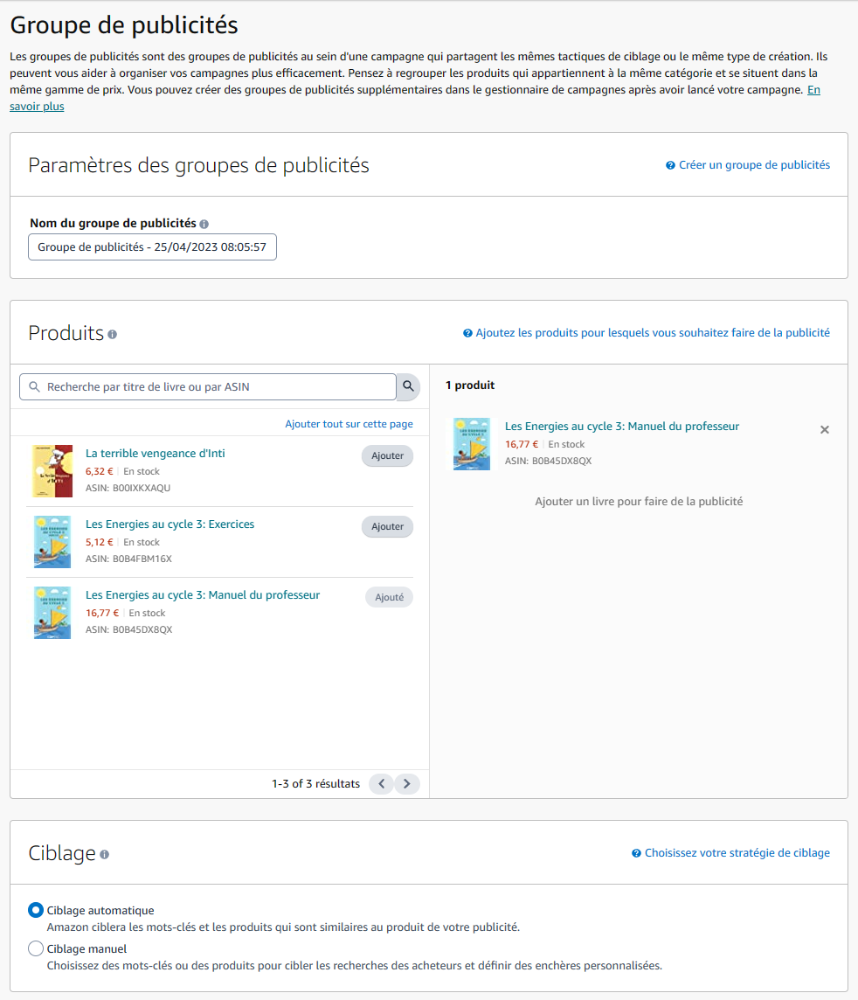 Groupe de publicités
Les groupes de publicités sont des groupes de publicités au sein d'une campagne qui partagent les mêmes tactiques de ciblage ou le même type de création. Ils
peuvent vous aider à organiser vos campagnes plus efficacement. Pensez à regrouper les produits qui appartiennent à la même catégorie et se situent dans la
même gamme de prix. Vous pouvez créer des groupes de publicités supplémentaires dans le gestionnaire de campagnes après avoir lancé votre campagne. En
savoir plus
Paramètres des groupes de publicités
Créer un groupe de publicités
Nom du groupe de publicités
Groupe de publicités - 25/04/2023 08:05:57
Produits
Ajoutez les produits pour lesquels vous souhaitez faire de la publicité
Recherche par titre de livre ou par ASIN
Ajouter tout sur cette page
La terrible vengeance d'Inti
6,32 € En stock
ASIN: B00IXKXAQU
Ajouter
Les Energies au cycle 3: Exercices
5,12 € En stock
ASIN: B0B4FBM16X
Ajouter
Les Energies au cycle 3: Manuel du professeur
16,77 € En stock
ASIN: B0B45DX8QX
Ajouté
1-3 of 3 résultats
1 produit
Les Energies au cycle 3: Manuel du professeur
16,77 € En stock
ASIN: B0B45DX8QX
Ajouter un livre pour faire de la publicité
Ciblage
Choisissez votre stratégie de ciblage
Ciblage automatique
Amazon ciblera les mots-clés et les produits qui sont similaires au produit de votre publicité.
Ciblage manuel
Choisissez des mots-clés ou des produits pour cibler les recherches des acheteurs et définir des enchères personnalisées.